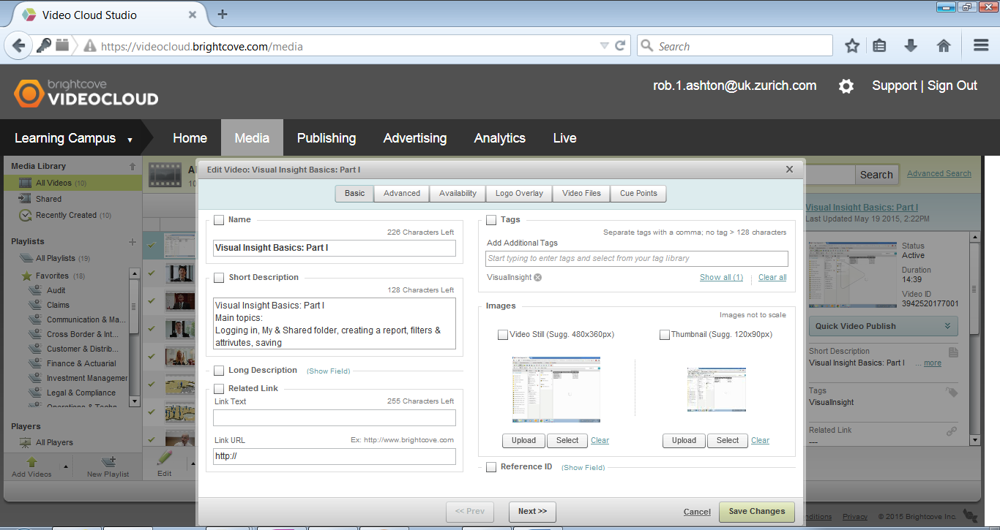 Video Cloud Studio
https://videocloud.brightcove.com/media
Search
brightcove
VIDEOCLOUD
rob.1.ashton@uk.zurich.com
Support | Sign Out
Learning Campus
Home
Media
Publishing
Advertising
Analytics
Live
Media Library
All Videos (10)
Shared
Recently Created (10)
Playlists
All Playlists (19)
Favorites (18)
Audit
Claims
Communication & Ma...
Cross Border & Int...
Customer & Distrib...
Finance & Actuarial
Investment Managemen
Legal & Compliance
Operations & Techn
Players
All Players
Add Videos
New Playlist
Edit
Edit Video: Visual Insight Basics: Part I
Basic
Advanced
Availability
Logo Overlay
Video Files
Cue Points
Name
226 Characters Left
Visual Insight Basics: Part I
Short Description
128 Characters Left
Visual Insight Basics: Part I
Main topics:
Logging in, My & Shared folder, creating a report, filters &
attrivutes, saving
Long Description (Show Field)
Related Link
Link Text
255 Characters Left
Link URL
Ex: http://www.brightcove.com
http://
Tags
Separate tags with a comma; no tag > 128 characters
Add Additional Tags
Start typing to enter tags and select from your tag library
VisualInsight
Show all (1)
Clear all
Images
Images not to scale
Video Still (Sugg. 480x360px)
Thumbnail (Sugg. 120x90px)
Upload
Select
Clear
Upload
Select
Clear
Reference ID (Show Field)
<< Prev
Next >>
Cancel
Save Changes
Search
Advanced Search
Visual Insight Basics: Part I
Last Updated May 19 2015, 2:22PM
Status
Active
Duration
14:39
Video ID
3942520177001
Quick Video Publish
Short Description
Visual Insight Basics: Part I ... more
Tags
VisualInsight
Related Link
---
nditions
Privacy
© 2015 Brightcove Inc.